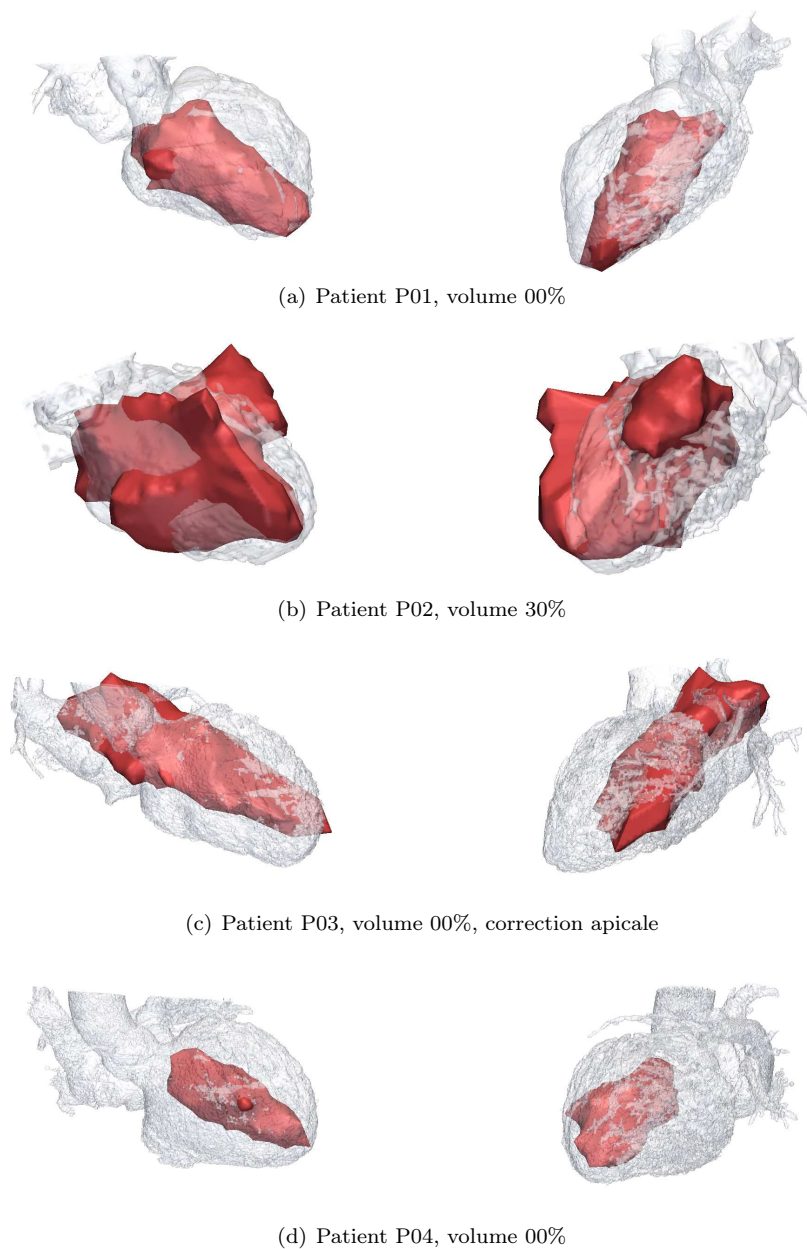 (a) Patient P01, volume 00%
(b) Patient P02, volume 30%
(c) Patient P03, volume 00%, correction apicale
(d) Patient P04, volume 00%